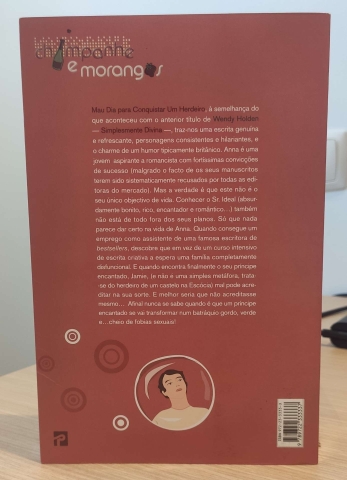 champanhe
e morangos
Mau Dia para Conquistar Um Herdeiro, à semelhança do
que aconteceu com o anterior título de Wendy Holden
— Simplesmente Divina —, traz-nos uma escrita genuína
e refrescante, personagens consistentes e hilariantes, e
o charme de um humor tipicamente britânico. Anna é uma
jovem aspirante a romancista com fortíssimas convicções
de sucesso (malgrado o facto de os seus manuscritos
terem sido sistematicamente recusados por todas as edi-
toras do mercado). Mas a verdade é que este não é o
seu único objectivo de vida. Conhecer o Sr. Ideal (absur-
damente bonito, rico, encantador e romântico...) também
não está de todo fora dos seus planos. Só que nada
parece dar certo na vida de Anna. Quando consegue um
emprego como assistente de uma famosa escritora de
bestsellers, descobre que em vez de um curso intensivo
de escrita criativa a espera uma família completamente
disfuncional. E quando encontra finalmente o seu príncipe
encantado, Jamie, (e não é uma simples metáfora, trata-
-se do herdeiro de um castelo na Escócia) mal pode acre-
ditar na sua sorte. E melhor seria que não acreditasse
mesmo... Afinal nunca se sabe quando é que um príncipe
encantado se vai transformar num batráquio gordo, verde
e...cheio de fobias sexuais!